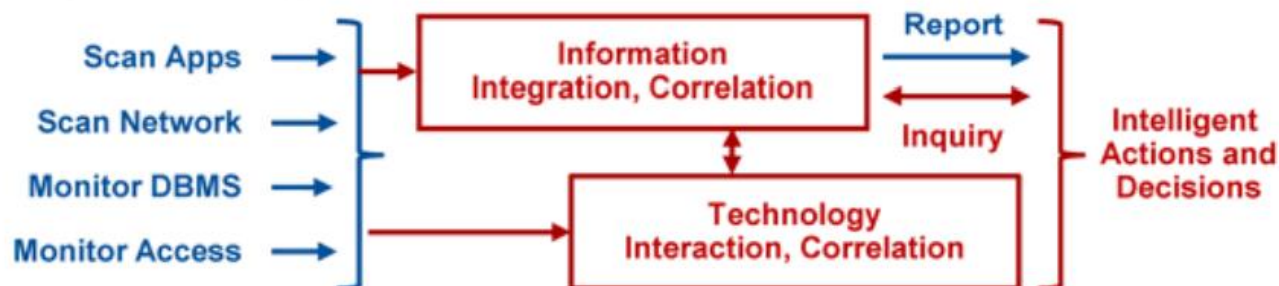 Scan Apps
Scan Network
Monitor DBMS
Monitor Access
Information
Integration, Correlation
Technology
Interaction, Correlation
Report
Inquiry
Intelligent
Actions and
Decisions